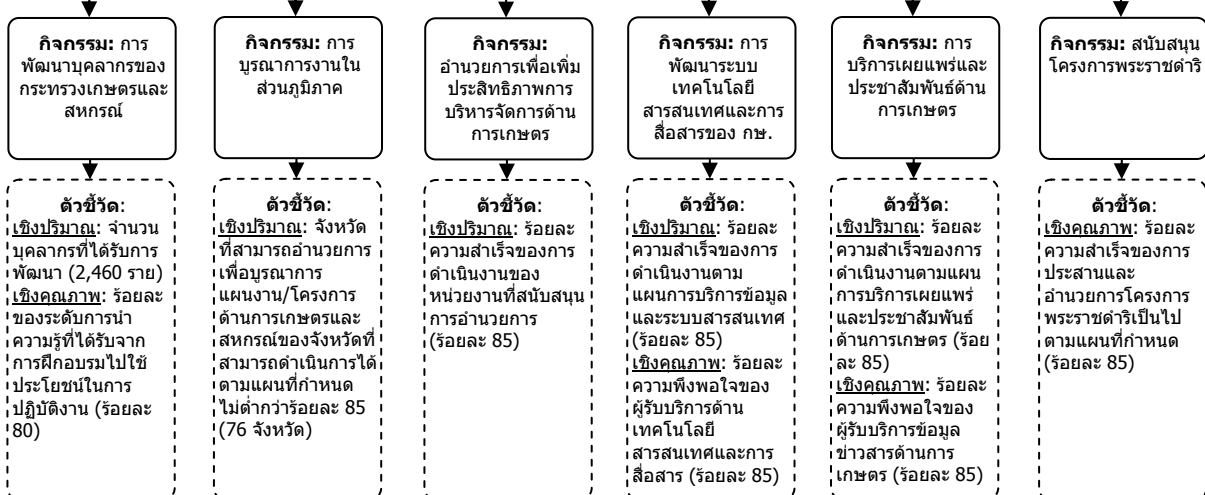 กิจกรรม: การ
พัฒนาบุคลากรของ
กระทรวงเกษตรและ
สหกรณ์
กิจกรรม: การ
บูรณาการงานใน
ส่วนภูมิภาค
กิจกรรม:
อำนวยการเพื่อเพิ่ม
ประสิทธิภาพการ
บริหารจัดการด้าน
การเกษตร
กิจกรรม: การ
พัฒนาระบบ
เทคโนโลยี
สารสนเทศและการ
สื่อสารของ กษ.
กิจกรรม: การ
บริการเผยแพร่และ
ประชาสัมพันธ์ด้าน
การเกษตร
กิจกรรม: สนับสนุน
โครงการพระราชดำริ
ตัวชี้วัด:
เชิงปริมาณ: จำนวน
บุคลากรที่ได้รับการ
พัฒนา (2,460 ราย)
เชิงคุณภาพ: ร้อยละ
ของระดับการนำ
ความรู้ที่ได้รับจาก
การฝึกอบรมไปใช้
ประโยชน์ในการ
ปฏิบัติงาน (ร้อยละ
80)
ตัวชี้วัด:
เชิงปริมาณ: จังหวัด
ที่สามารถอำนวยการ
เพื่อบูรณาการ
แผนงาน/โครงการ
ด้านการเกษตรและ
สหกรณ์ของจังหวัดที่
สามารถดำเนินการได้
ตามแผนที่กำหนด
ไม่ต่ำกว่าร้อยละ 85
(76 จังหวัด)
ตัวชี้วัด:
เชิงปริมาณ: ร้อยละ
ความสำเร็จของการ
ดำเนินงานของ
หน่วยงานที่สนับสนุน
การอำนวยการ
(ร้อยละ 85)
ตัวชี้วัด:
เชิงปริมาณ: ร้อยละ
ความสำเร็จของการ
ดำเนินงานตาม
แผนการบริการข้อมูล
และระบบสารสนเทศ
(ร้อยละ 85)
เชิงคุณภาพ: ร้อยละ
ความพึงพอใจของ
ผู้รับบริการด้าน
เทคโนโลยี
สารสนเทศและการ
สื่อสาร (ร้อยละ 85)
ตัวชี้วัด:
เชิงปริมาณ: ร้อยละ
ความสำเร็จของการ
ดำเนินงานตามแผน
การบริการเผยแพร่
และประชาสัมพันธ์
ด้านการเกษตร (ร้อย
ละ 85)
เชิงคุณภาพ: ร้อยละ
ความพึงพอใจของ
ผู้รับบริการข้อมูล
ข่าวสารด้านการ
เกษตร (ร้อยละ 85)
ตัวชี้วัด:
เชิงคุณภาพ: ร้อยละ
ความสำเร็จของการ
ประสานและ
อำนวยการโครงการ
พระราชดำริเป็นไป
ตามแผนที่กำหนด
(ร้อยละ 85)